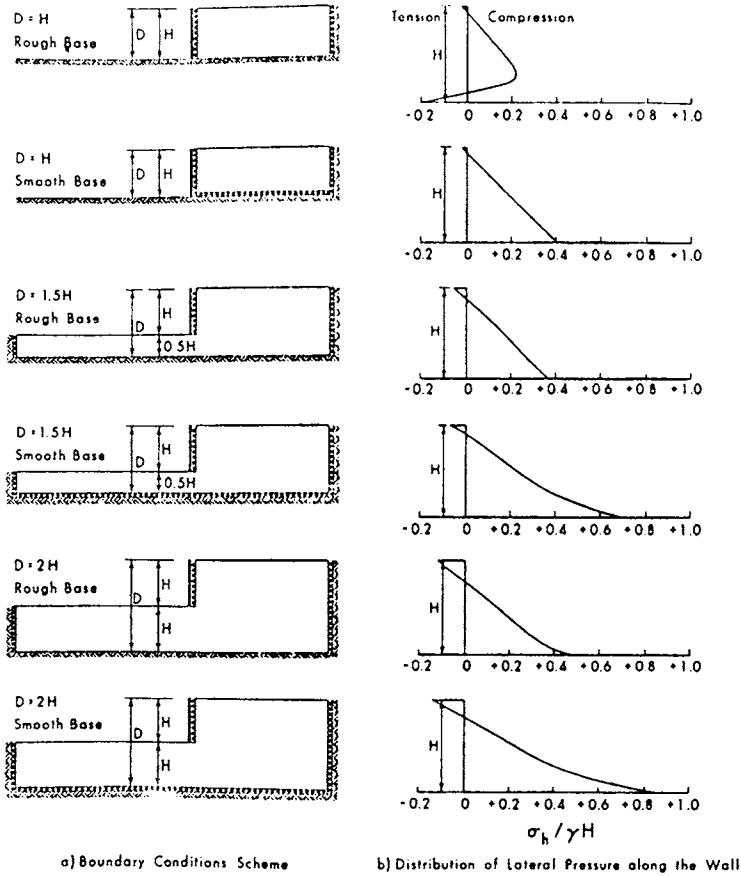 D = H
Rough Base
D
H
Tension
Compression
H
-0.2 0 +0.2 +0.4 +0.6 +0.8 +1.0
D = H
Smooth Base
D
H
H
-0.2 0 +0.2 +0.4 +0.6 +0 8 +1.0
D = 1.5H
Rough Base
D
H
0 5H
H
-0.2 0 +0.2 +0.4 +0.6 +0.8 +1.0
D = 1.5H
Smooth Base
D
H
0.5H
H
-0.2 0 +0.2 +0.4 +0.6 +0.8 +1.0
D = 2H
Rough Base
D
H
H
H
-0.2 0 +0.2 +0.4 +0.6 +0.8 +1.0
D = 2H
Smooth Base
D
H
H
H
-0.2 0 +0.2 +0.4 +0.6 +0.8 +1.0
σh / γH
a) Boundary Conditions Scheme
b) Distribution of Lateral Pressure along the Wall